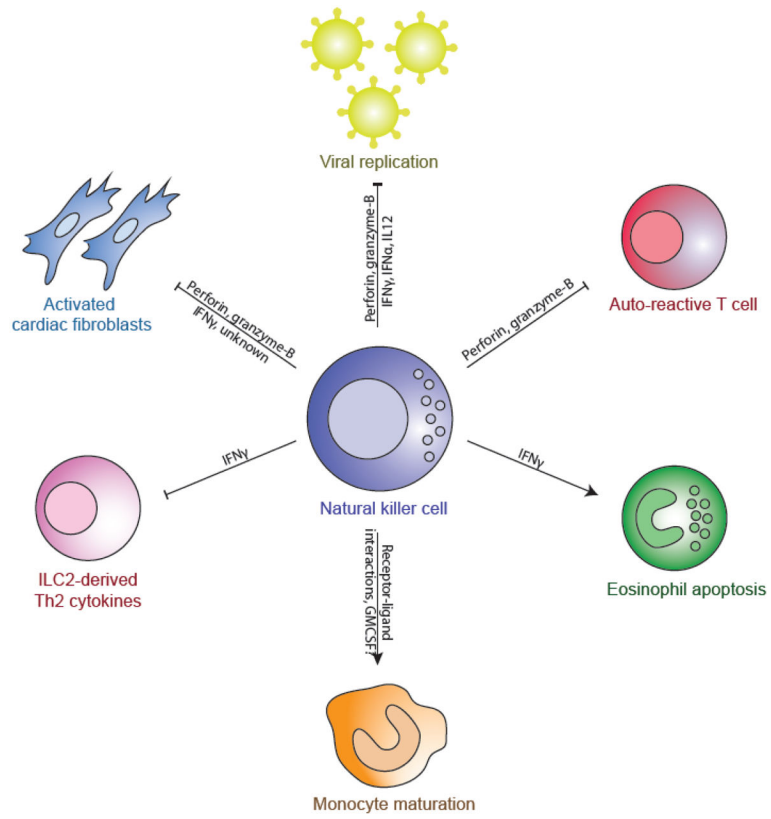 Viral replication
Perforin, granzyme-B
IFNγ, IFNα, IL12
Activated
cardiac fibroblasts
Perforin, granzyme-B
IFNγ, unknown
Auto-reactive T cell
Perforin, granzyme-B
Natural killer cell
IFNγ
ILC2-derived
Th2 cytokines
IFNγ
Eosinophil apoptosis
Receptor-ligand
interactions, GMCSF?
Monocyte maturation